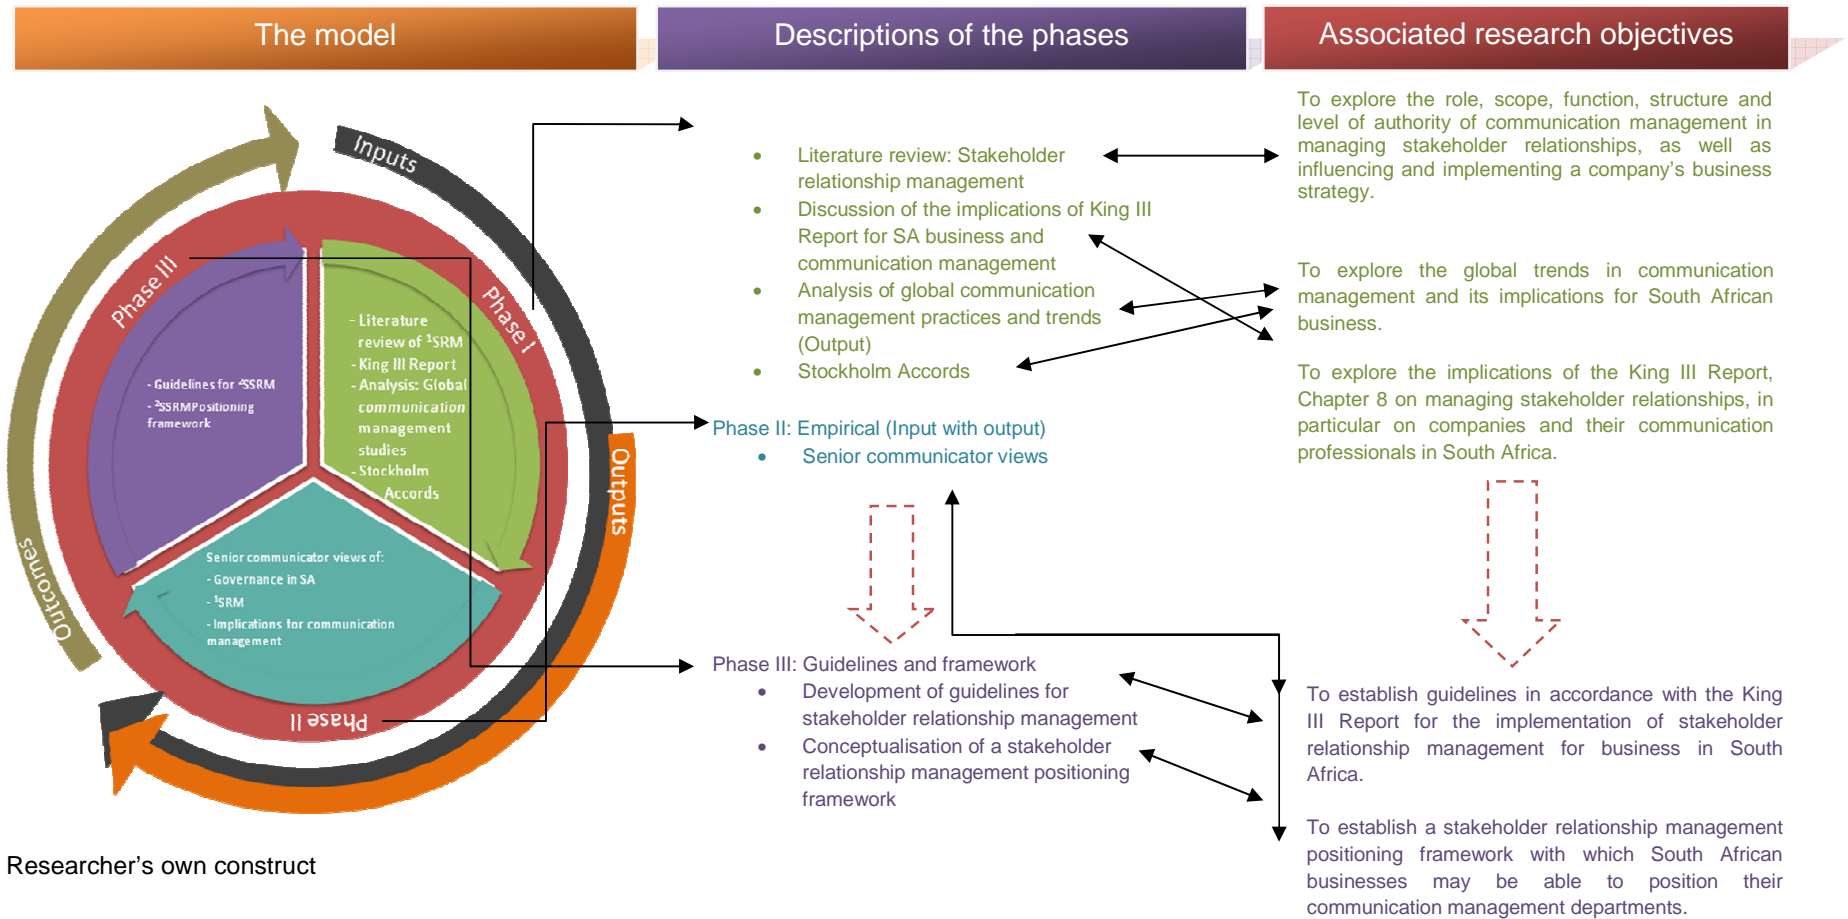 The model
Descriptions of the phases
Associated research objectives
Inputs
Outputs
Outcomes
Phase I
Phase II
Phase III
- Literature
review of ¹SRM
- King III Report
- Analysis: Global
communication
management
studies
- Stockholm
Accords
- Guidelines for ²SSRM
- ²SSRMPositioning
framework
Senior communicator views of:
- Governance in SA
- ¹SRM
- Implications for communication
management
• Literature review: Stakeholder
relationship management
• Discussion of the implications of King III
Report for SA business and
communication management
• Analysis of global communication
management practices and trends
(Output)
• Stockholm Accords
Phase II: Empirical (Input with output)
• Senior communicator views
Phase III: Guidelines and framework
• Development of guidelines for
stakeholder relationship management
• Conceptualisation of a stakeholder
relationship management positioning
framework
To explore the role, scope, function, structure and
level of authority of communication management in
managing stakeholder relationships, as well as
influencing and implementing a company's business
strategy.
To explore the global trends in communication
management and its implications for South African
business.
To explore the implications of the King III Report,
Chapter 8 on managing stakeholder relationships, in
particular on companies and their communication
professionals in South Africa.
To establish guidelines in accordance with the King
III Report for the implementation of stakeholder
relationship management for business in South
Africa.
To establish a stakeholder relationship management
positioning framework with which South African
businesses may be able to position their
communication management departments.
Researcher's own construct